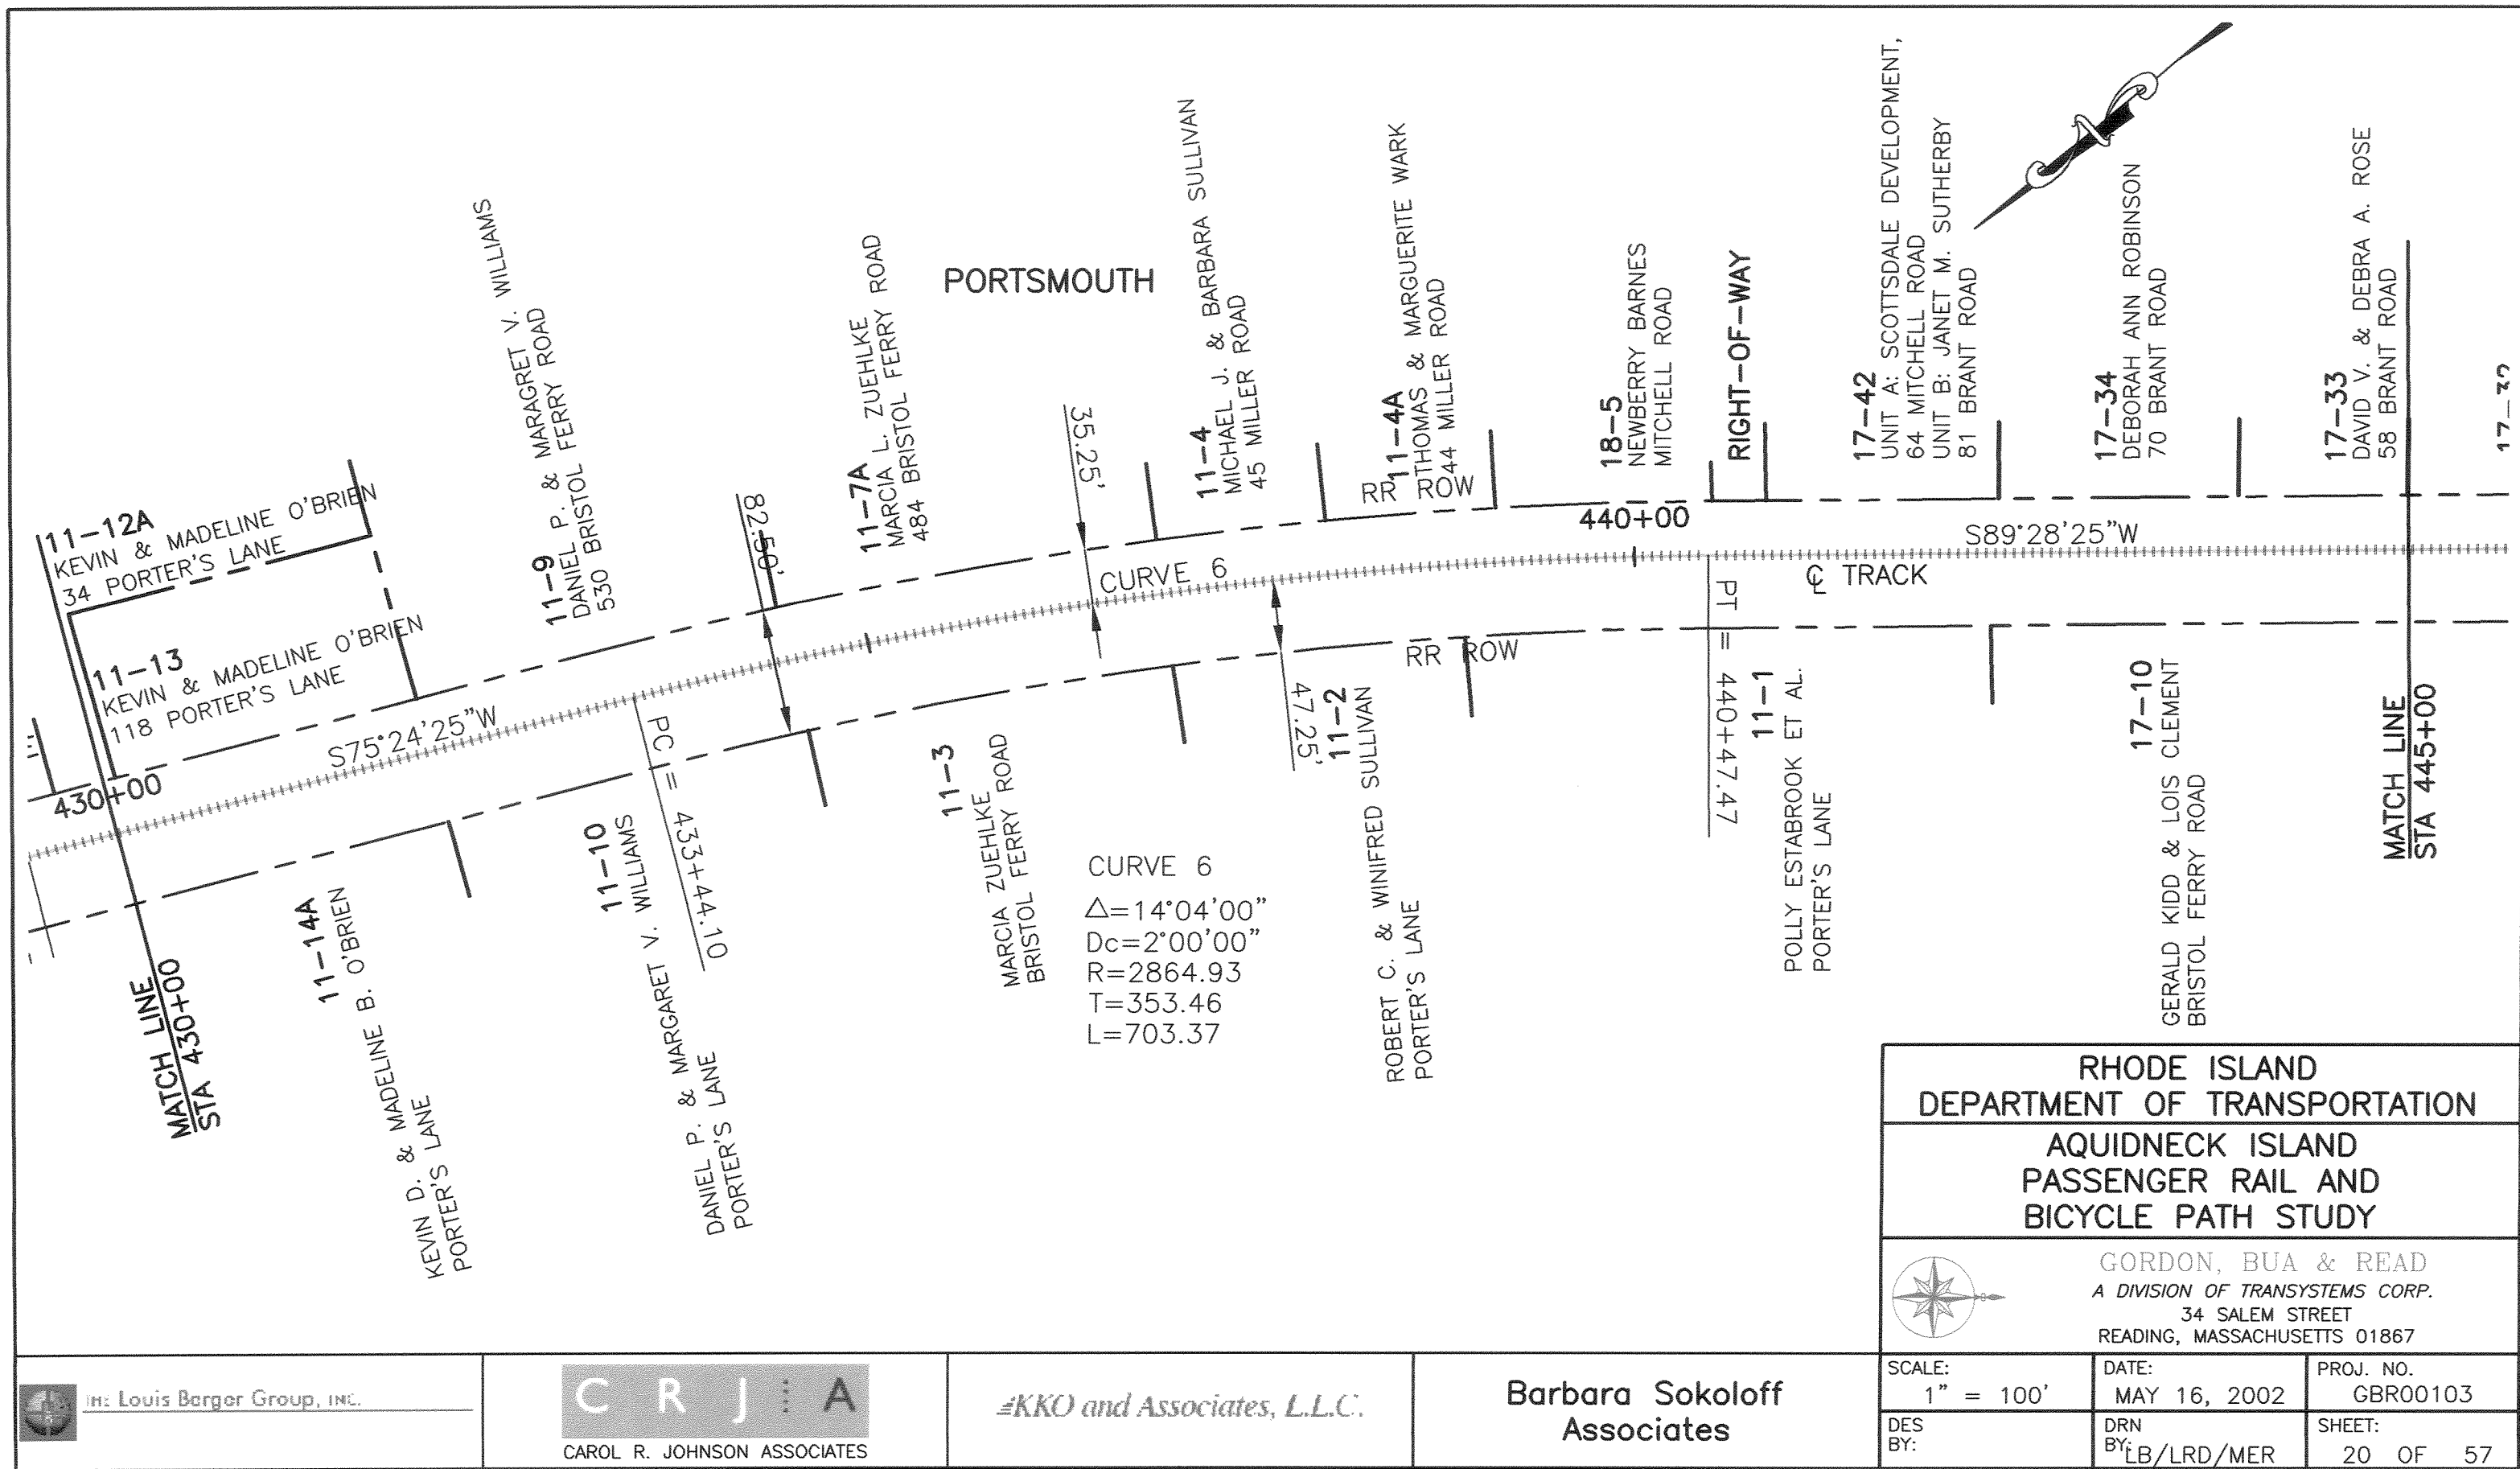 11-12A
KEVIN & MADELINE O'BRIEN
34 PORTER'S LANE
11-13
KEVIN & MADELINE O'BRIEN
118 PORTER'S LANE
11-9
DANIEL P. & MARAGRET V. WILLIAMS
530 BRISTOL FERRY ROAD
82.50'
11-7A
MARCIA L. ZUEHLKE
484 BRISTOL FERRY ROAD
PORTSMOUTH
35.25'
11-4
MICHAEL J. & BARBARA SULLIVAN
45 MILLER ROAD
11-4A
THOMAS & MARGUERITE WARK
44 MILLER ROAD
RR ROW
18-5
NEWBERRY BARNES
MITCHELL ROAD
RIGHT-OF-WAY
17-42
UNIT A: SCOTTSDALE DEVELOPMENT,
64 MITCHELL ROAD
UNIT B: JANET M. SUTHERBY
81 BRANT ROAD
17-34
DEBORAH ANN ROBINSON
70 BRANT ROAD
17-33
DAVID V. & DEBRA A. ROSE
58 BRANT ROAD
430+00
S75°24'25"W
CURVE 6
440+00
S89°28'25"W
℄ TRACK
RR ROW
MATCH LINE
STA 430+00
11-14A
KEVIN D. & MADELINE B. O'BRIEN
PORTER'S LANE
11-10
DANIEL P. & MARGARET V. WILLIAMS
PORTER'S LANE
PC = 433+44.10
11-3
MARCIA ZUEHLKE
BRISTOL FERRY ROAD
47.25'
11-2
ROBERT C. & WINIFRED SULLIVAN
PORTER'S LANE
PT = 440+47.47
11-1
POLLY ESTABROOK ET AL.
PORTER'S LANE
17-10
GERALD KIDD & LOIS CLEMENT
BRISTOL FERRY ROAD
MATCH LINE
STA 445+00
CURVE 6
△=14°04'00"
Dc=2°00'00"
R=2864.93
T=353.46
L=703.37
RHODE ISLAND
DEPARTMENT OF TRANSPORTATION
AQUIDNECK ISLAND
PASSENGER RAIL AND
BICYCLE PATH STUDY
GORDON, BUA & READ
A DIVISION OF TRANSYSTEMS CORP.
34 SALEM STREET
READING, MASSACHUSETTS 01867
THE Louis Berger Group, INC.
C R J A
CAROL R. JOHNSON ASSOCIATES
KKO and Associates, L.L.C.
Barbara Sokoloff
Associates
SCALE:
1" = 100'
DATE:
MAY 16, 2002
PROJ. NO.
GBR00103
DES
BY:
DRN
BY: LB/LRD/MER
SHEET:
20 OF 57